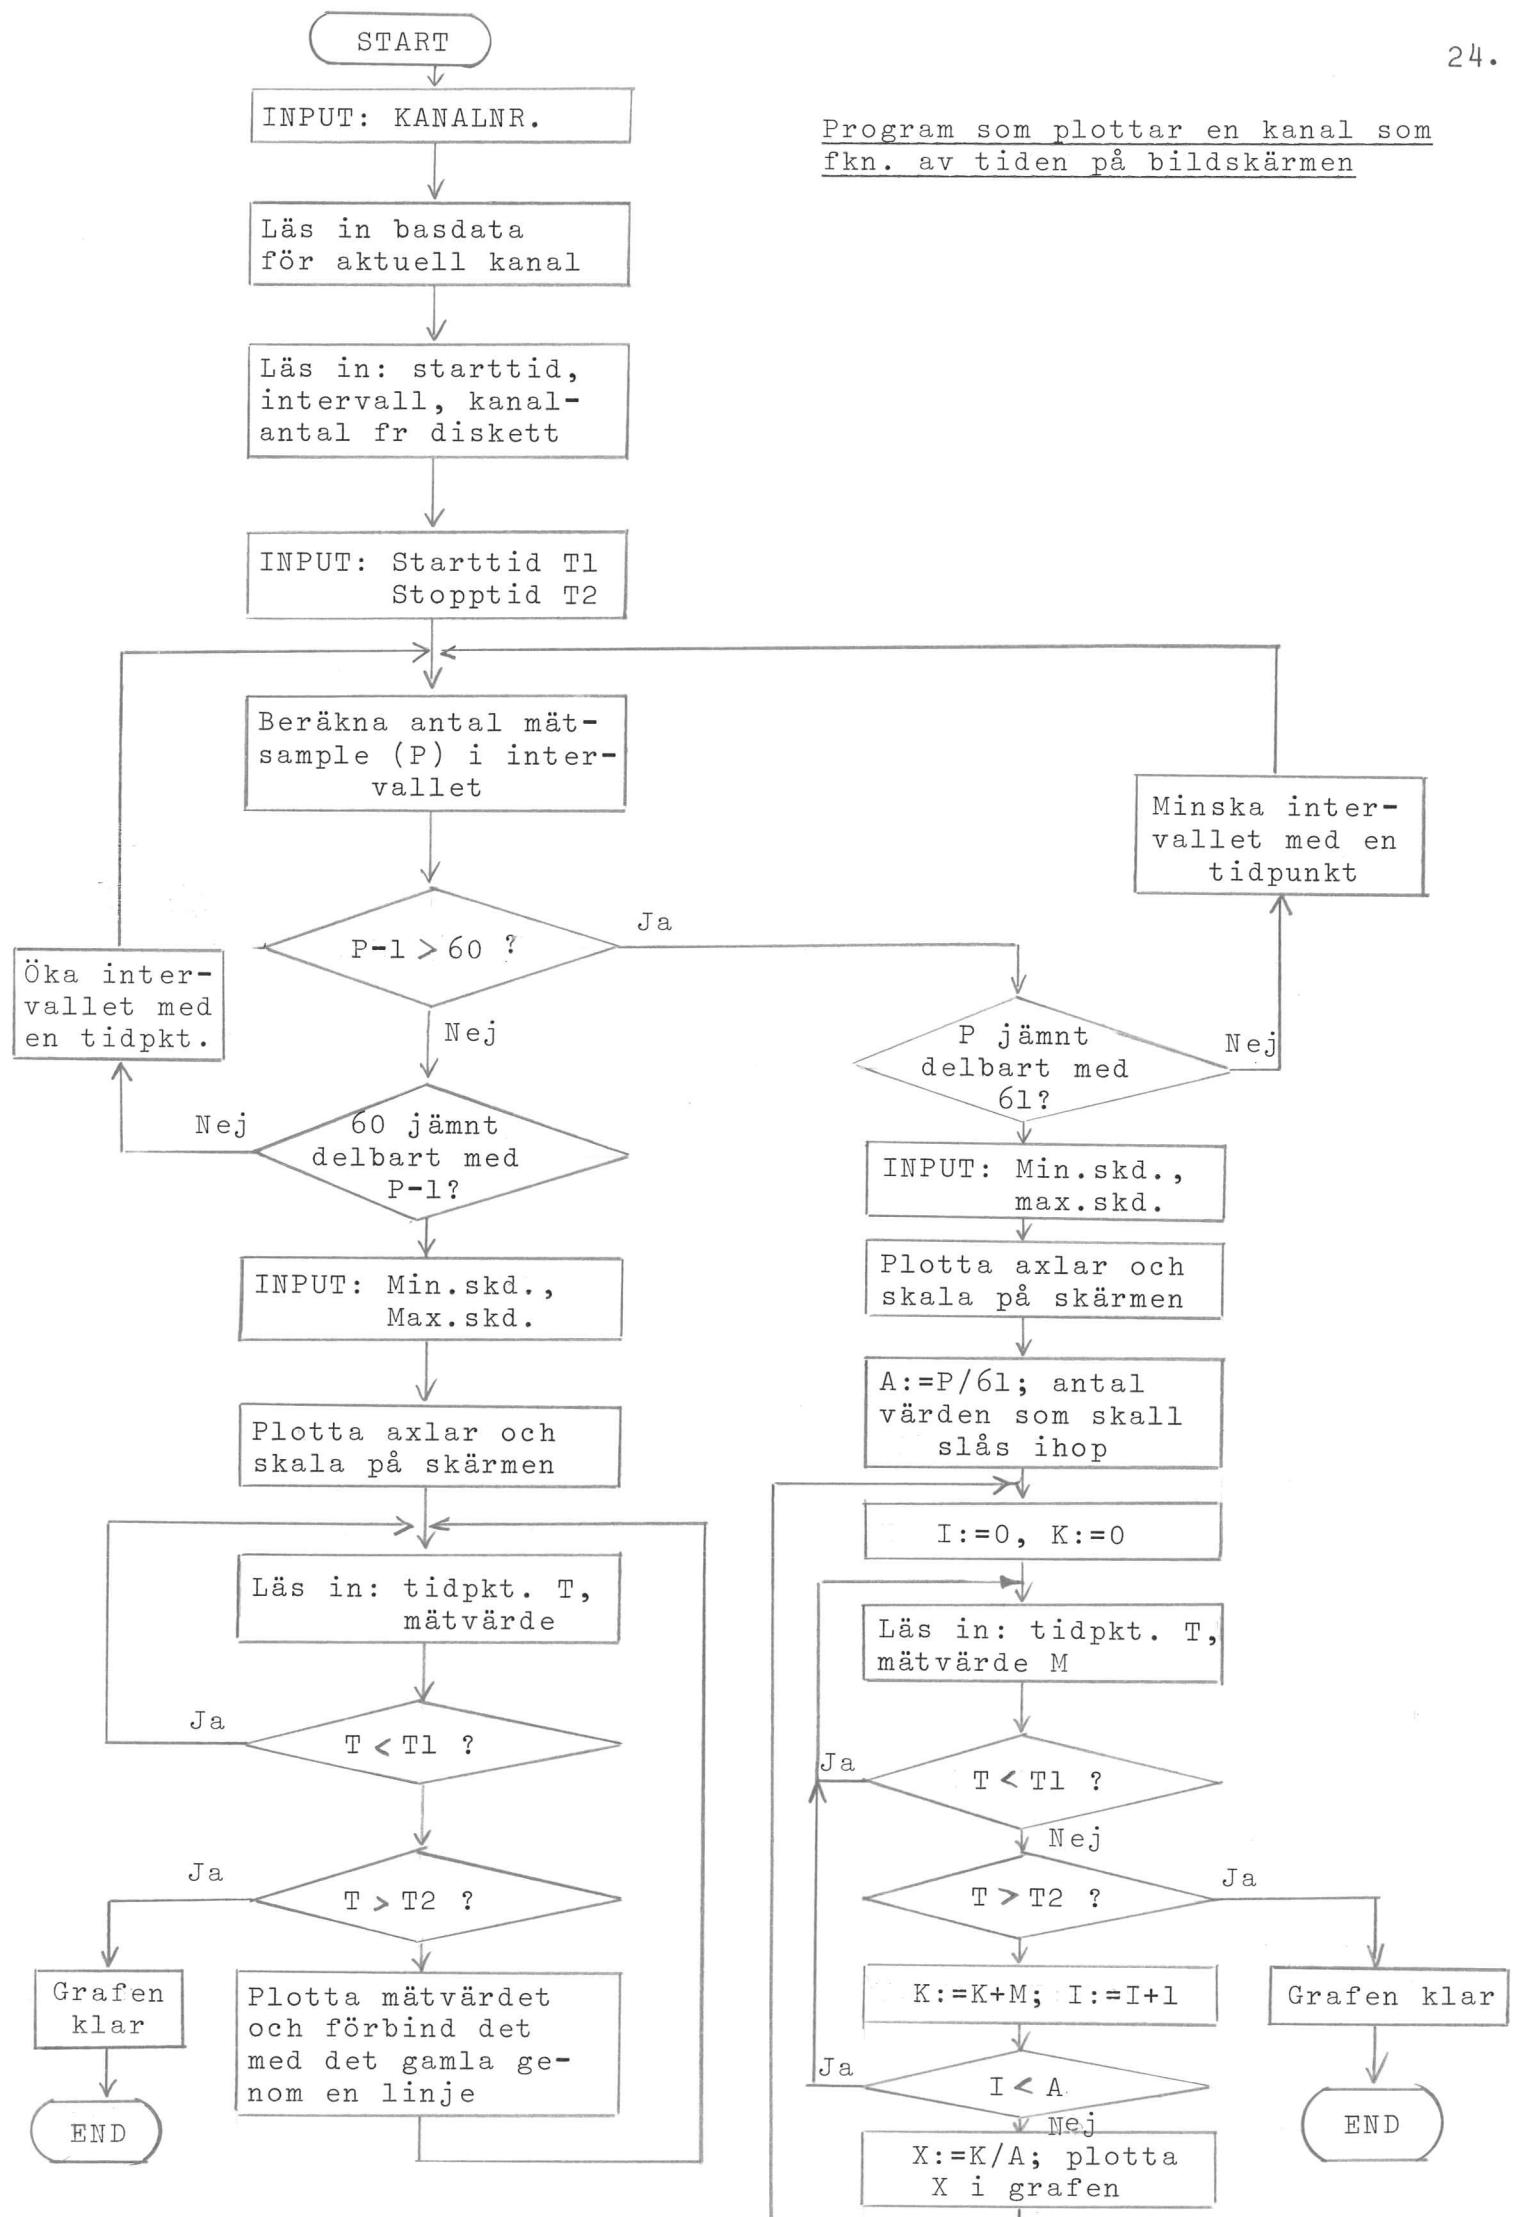 24.
Program som plottar en kanal som
fkn. av tiden på bildskärmen
START
INPUT: KANALNR.
Läs in basdata
för aktuell kanal
Läs in: starttid,
intervall, kanal-
antal fr diskett
INPUT: Starttid T1
Stopptid T2
Beräkna antal mät-
sample (P) i inter-
vallet
P-1 > 60 ?
Ja
Nej
Öka inter-
vallet med
en tidpkt.
Nej
60 jämnt
delbart med
P-1?
INPUT: Min.skd.,
Max.skd.
Plotta axlar och
skala på skärmen
Läs in: tidpkt. T,
mätvärde
Ja
T < T1 ?
Ja
T > T2 ?
Grafen
klar
END
Plotta mätvärdet
och förbind det
med det gamla ge-
nom en linje
Minska inter-
vallet med en
tidpunkt
P jämnt
delbart med
61?
Nej
INPUT: Min.skd.,
max.skd.
Plotta axlar och
skala på skärmen
A:=P/61; antal
värden som skall
slås ihop
I:=0, K:=0
Läs in: tidpkt. T,
mätvärde M
Ja
T < T1 ?
Nej
T > T2 ?
Ja
K:=K+M; I:=I+1
Grafen klar
Ja
I < A
Nej
END
X:=K/A; plotta
X i grafen